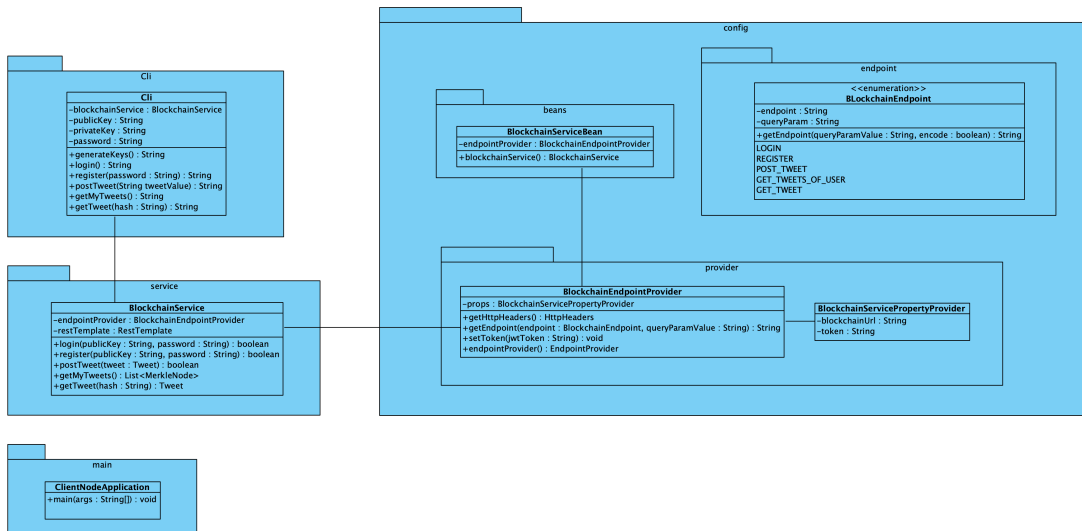 Cli
Cli
-blockchainService : BlockchainService
-publicKey : String
-privateKey : String
-password : String
+generateKeys() : String
+login() : String
+register(password : String) : String
+postTweet(String tweetValue) : String
+getMyTweets() : String
+getTweet(hash : String) : String
service
BlockchainService
-endpointProvider : BlockchainEndpointProvider
-restTemplate : RestTemplate
+login(publicKey : String, password : String) : boolean
+register(publicKey : String, password : String) : boolean
+postTweet(tweet : Tweet) : boolean
+getMyTweets() : List<MerkleNode>
+getTweet(hash : String) : Tweet
main
ClientNodeApplication
+main(args : String[]) : void
config
beans
BlockchainServiceBean
-endpointProvider : BlockchainEndpointProvider
+blockchainService() : BlockchainService
endpoint
<<enumeration>>
BLockchainEndpoint
-endpoint : String
-queryParam : String
+getEndpoint(queryParamValue : String, encode : boolean) : String
LOGIN
REGISTER
POST_TWEET
GET_TWEETS_OF_USER
GET_TWEET
provider
BlockchainEndpointProvider
-props : BlockchainServicePropertyProvider
+getHttpHeaders() : HttpHeaders
+getEndpoint(endpoint : BlockchainEndpoint, queryParamValue : String) : String
+setToken(jwtToken : String) : void
+endpointProvider() : EndpointProvider
BlockchainServicePropertyProvider
-blockchainUrl : String
-token : String